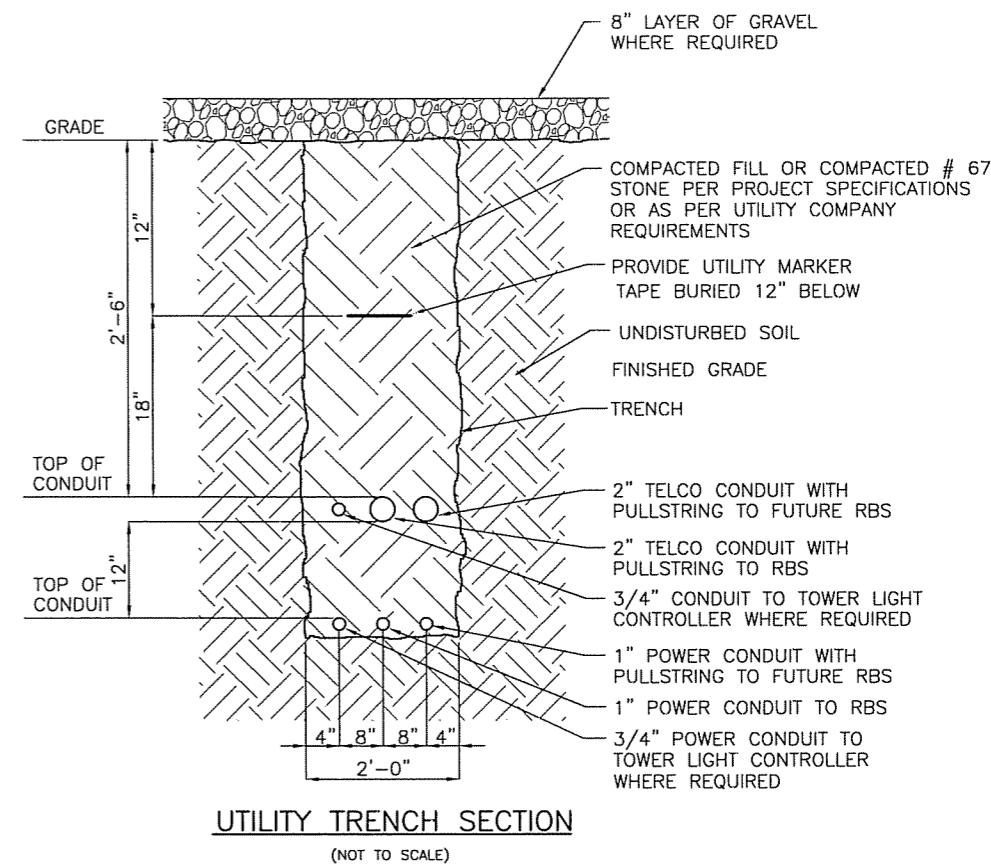 8" LAYER OF GRAVEL
WHERE REQUIRED
GRADE
COMPACTED FILL OR COMPACTED # 67
STONE PER PROJECT SPECIFICATIONS
OR AS PER UTILITY COMPANY
REQUIREMENTS
12"
2'-6"
PROVIDE UTILITY MARKER
TAPE BURIED 12" BELOW
UNDISTURBED SOIL
FINISHED GRADE
18"
TRENCH
TOP OF
CONDUIT
2" TELCO CONDUIT WITH
PULLSTRING TO FUTURE RBS
2" TELCO CONDUIT WITH
PULLSTRING TO RBS
12"
TOP OF
CONDUIT
3/4" CONDUIT TO TOWER LIGHT
CONTROLLER WHERE REQUIRED
1" POWER CONDUIT WITH
PULLSTRING TO FUTURE RBS
1" POWER CONDUIT TO RBS
3/4" POWER CONDUIT TO
TOWER LIGHT CONTROLLER
WHERE REQUIRED
4" 8" 8" 4"
2'-0"
UTILITY TRENCH SECTION
(NOT TO SCALE)